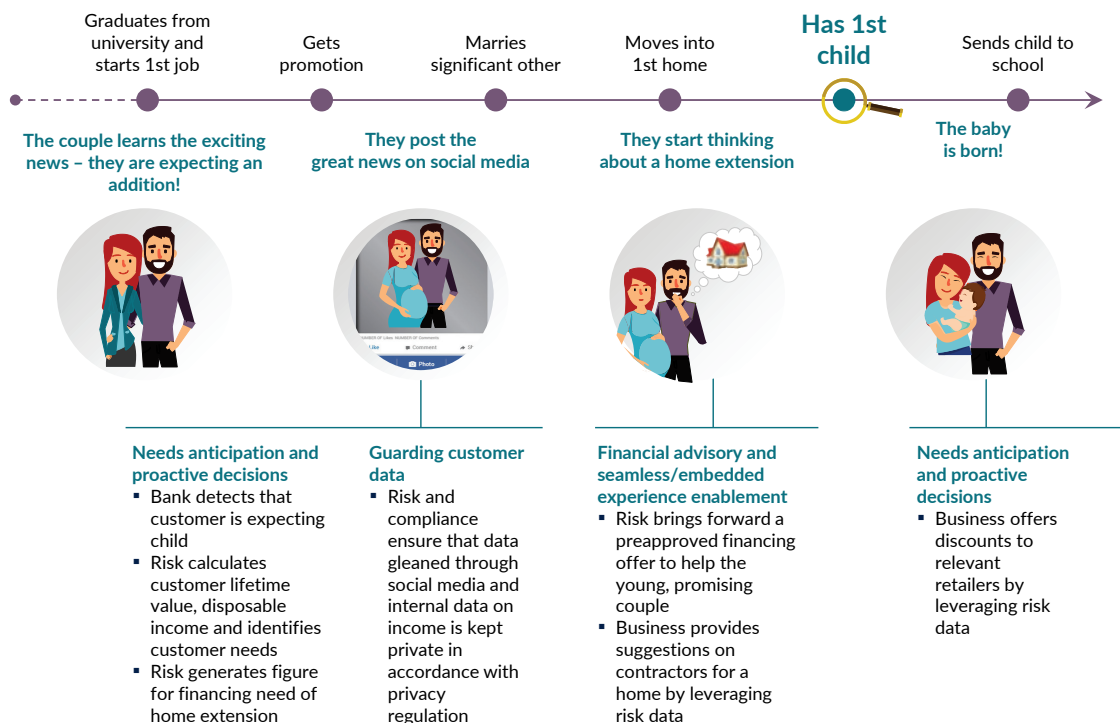 Graduates from
university and
starts 1st job
Gets
promotion
Marries
significant other
Moves into
1st home
Has 1st
child
Sends child to
school
The couple learns the exciting
news – they are expecting an
addition!
They post the
great news on social media
They start thinking
about a home extension
The baby
is born!
NUMBER OF Comments
Like
Comment
Photo
Needs anticipation and
proactive decisions
▪ Bank detects that
customer is expecting
child
▪ Risk calculates
customer lifetime
value, disposable
income and identifies
customer needs
▪ Risk generates figure
for financing need of
home extension
Guarding customer
data
▪ Risk and
compliance
ensure that data
gleaned through
social media and
internal data on
income is kept
private in
accordance with
privacy
regulation
Financial advisory and
seamless/embedded
experience enablement
▪ Risk brings forward a
preapproved financing
offer to help the
young, promising
couple
▪ Business provides
suggestions on
contractors for a
home by leveraging
risk data
Needs anticipation
and proactive
decisions
▪ Business offers
discounts to
relevant
retailers by
leveraging risk
data